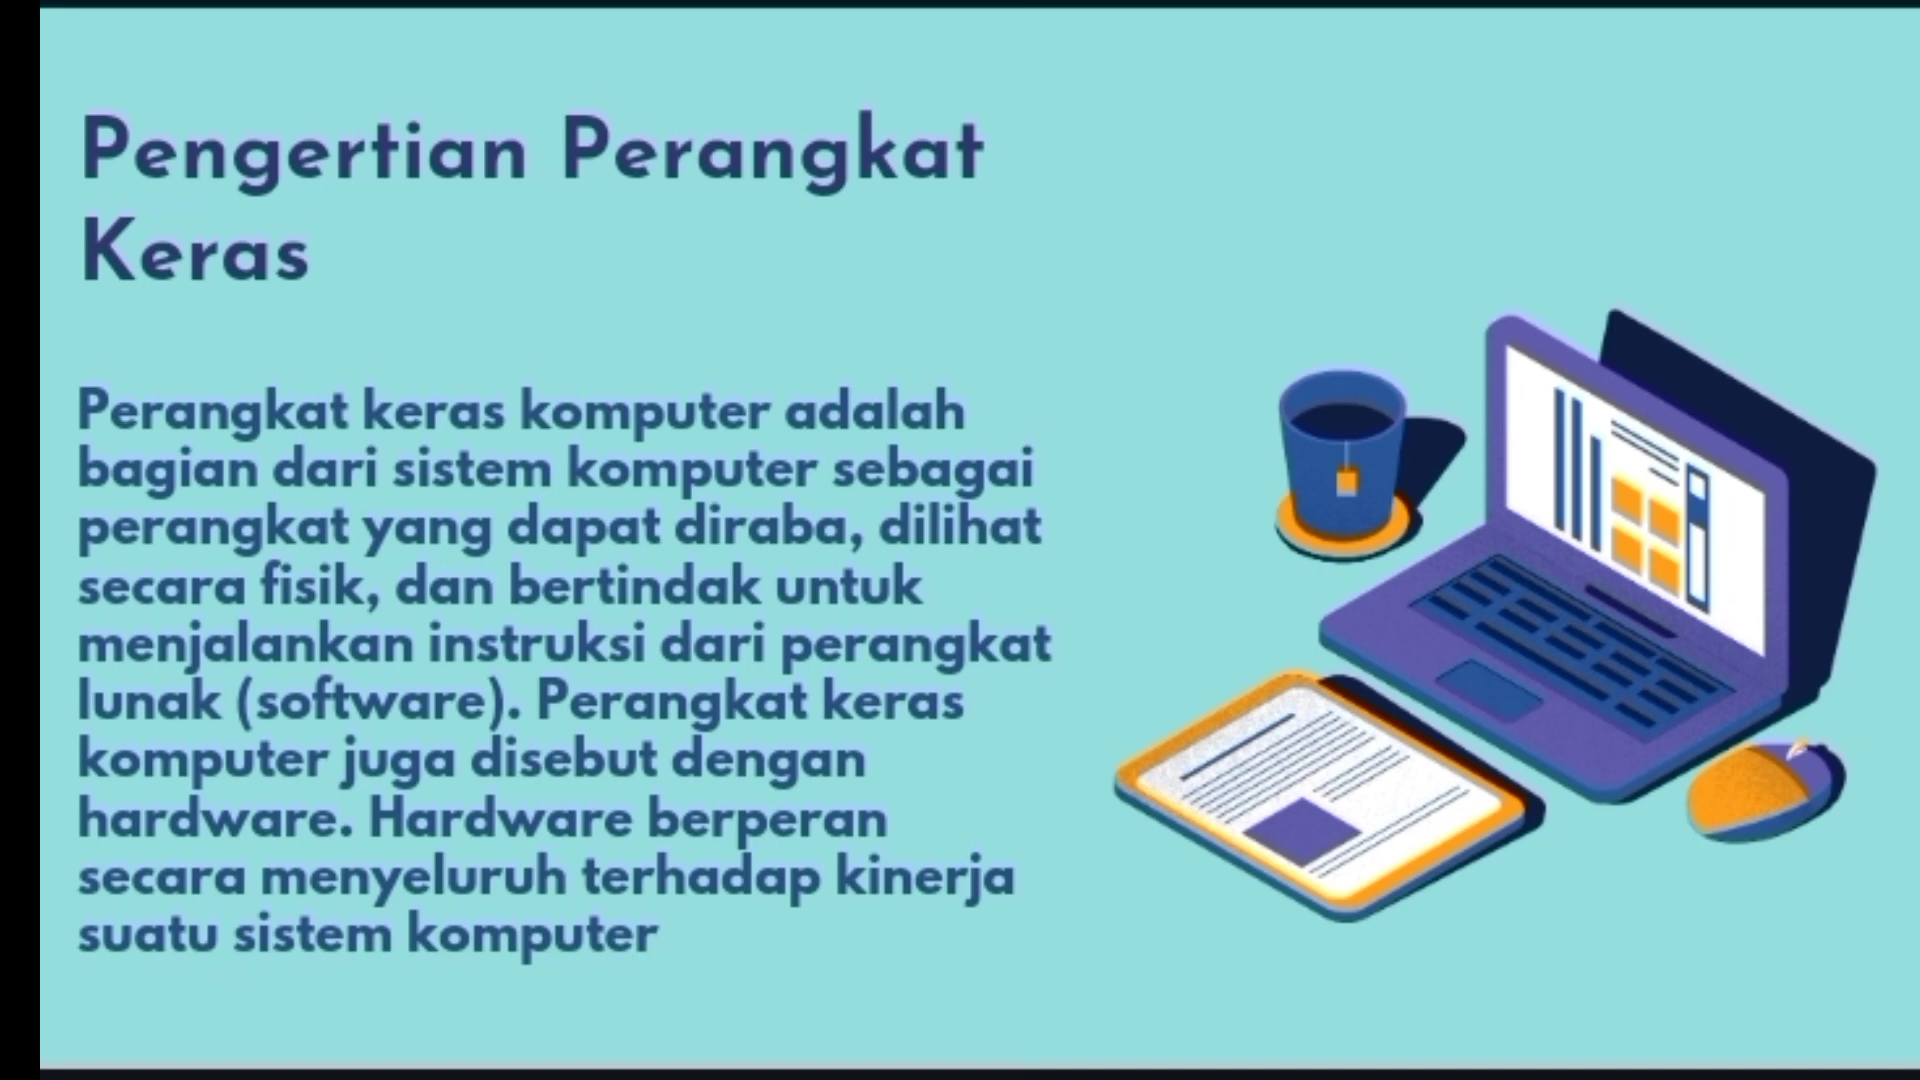 Pengertian Perangkat
Keras
Perangkat keras komputer adalah
bagian dari sistem komputer sebagai
perangkat yang dapat diraba, dilihat
secara fisik, dan bertindak untuk
menjalankan instruksi dari perangkat
lunak (software). Perangkat keras
komputer juga disebut dengan
hardware. Hardware berperan
secara menyeluruh terhadap kinerja
suatu sistem komputer